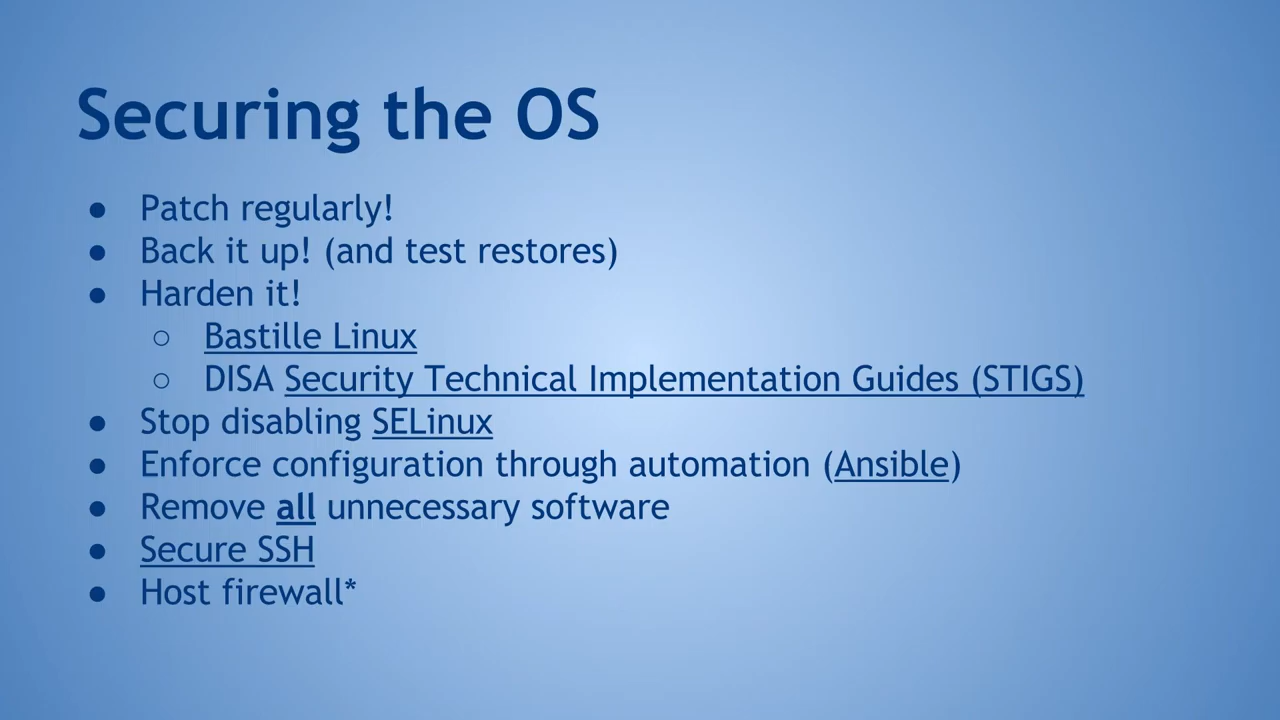 Securing the OS
● Patch regularly!
● Back it up! (and test restores)
● Harden it!
○ Bastille Linux
○ DISA Security Technical Implementation Guides (STIGS)
● Stop disabling SELinux
● Enforce configuration through automation (Ansible)
● Remove all unnecessary software
● Secure SSH
● Host firewall*